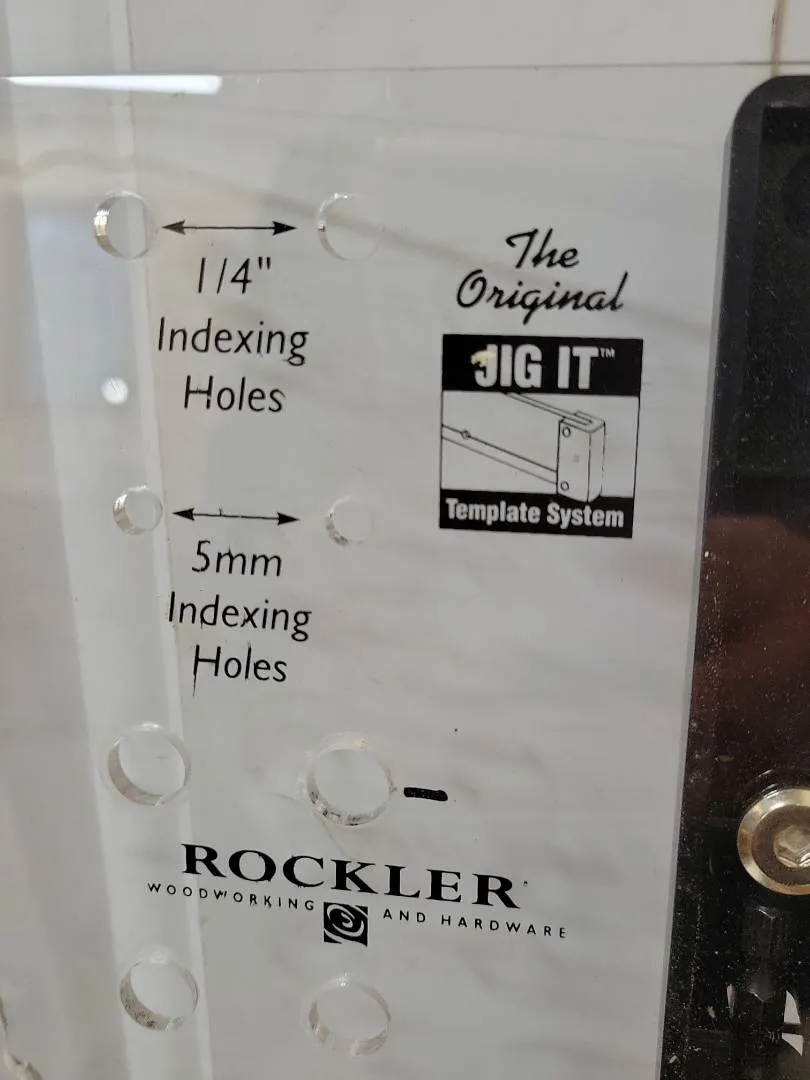 1/4"
Indexing
Holes
The
Original
JIG IT™
Template System
5mm
Indexing
Holes
ROCKLER
WOODWORKING AND HARDWARE